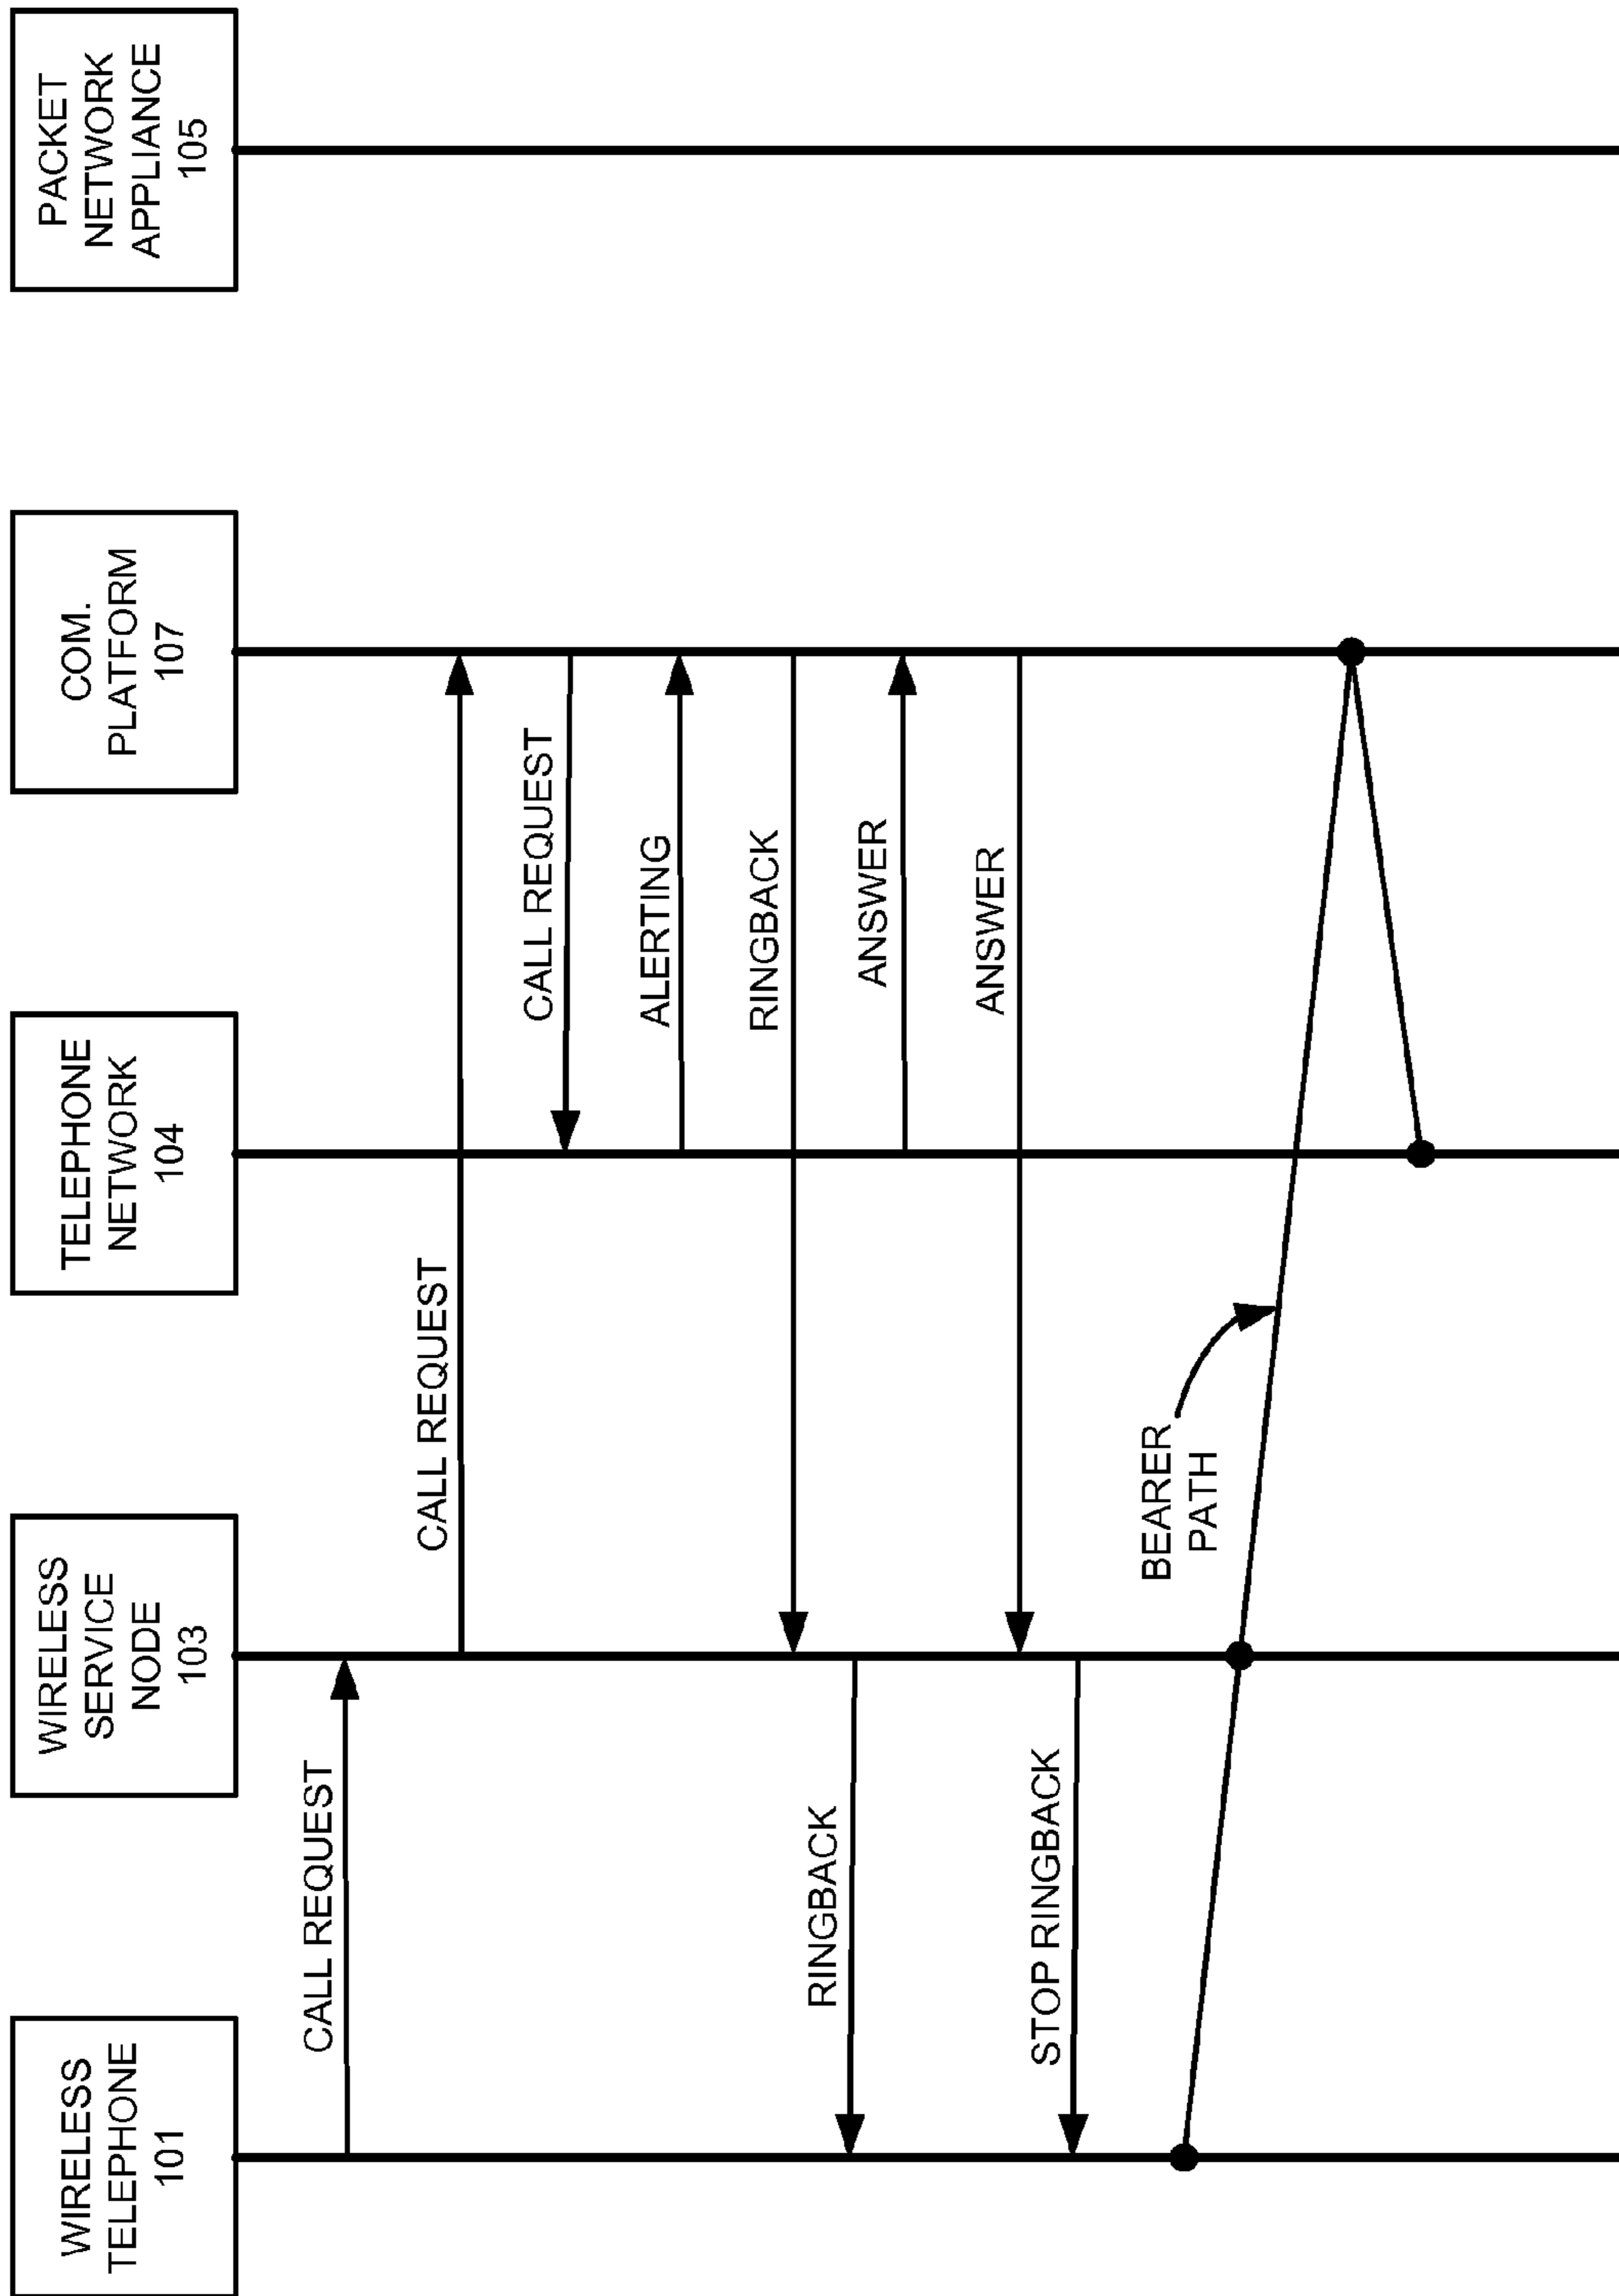 WIRELESS
TELEPHONE
101
WIRELESS
SERVICE
NODE
103
TELEPHONE
NETWORK
104
COM.
PLATFORM
107
PACKET
NETWORK
APPLIANCE
105
CALL REQUEST
CALL REQUEST
CALL REQUEST
ALERTING
RINGBACK
RINGBACK
ANSWER
ANSWER
STOP RINGBACK
BEARER
PATH